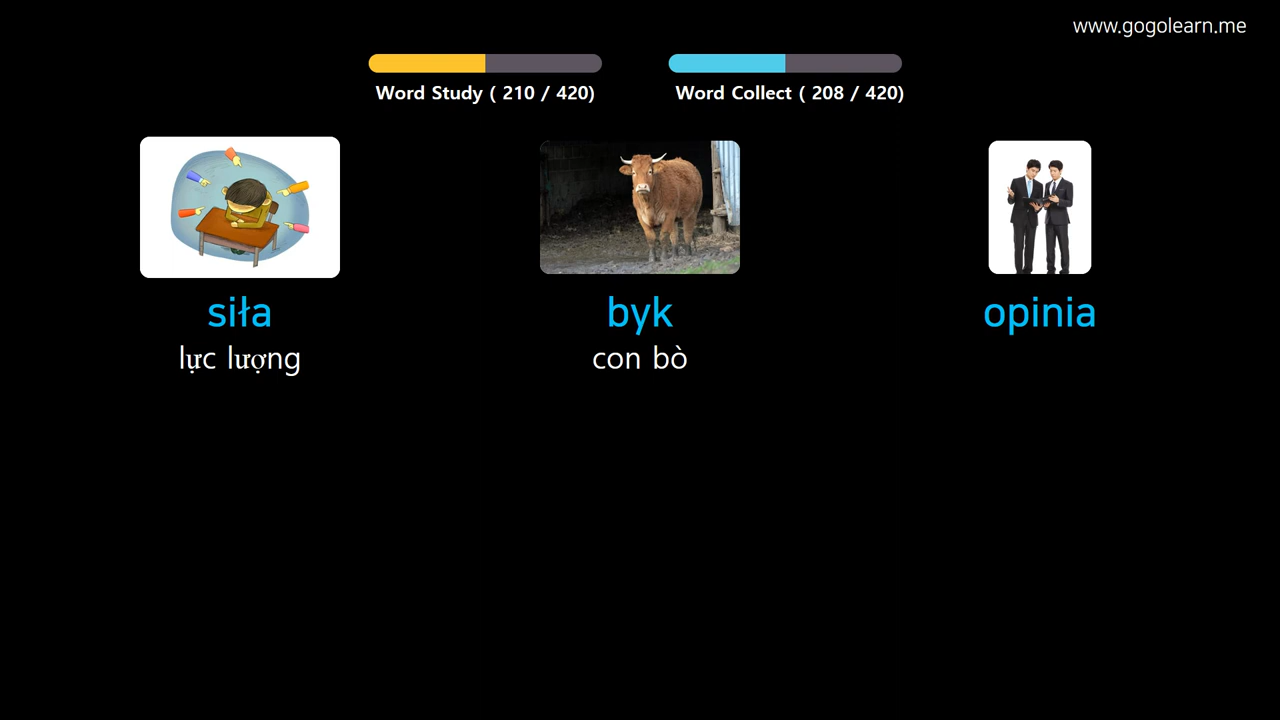 www.gogolearn.me
Word Study ( 210 / 420)
Word Collect ( 208 / 420)
siła
byk
opinia
lực lượng
con bò